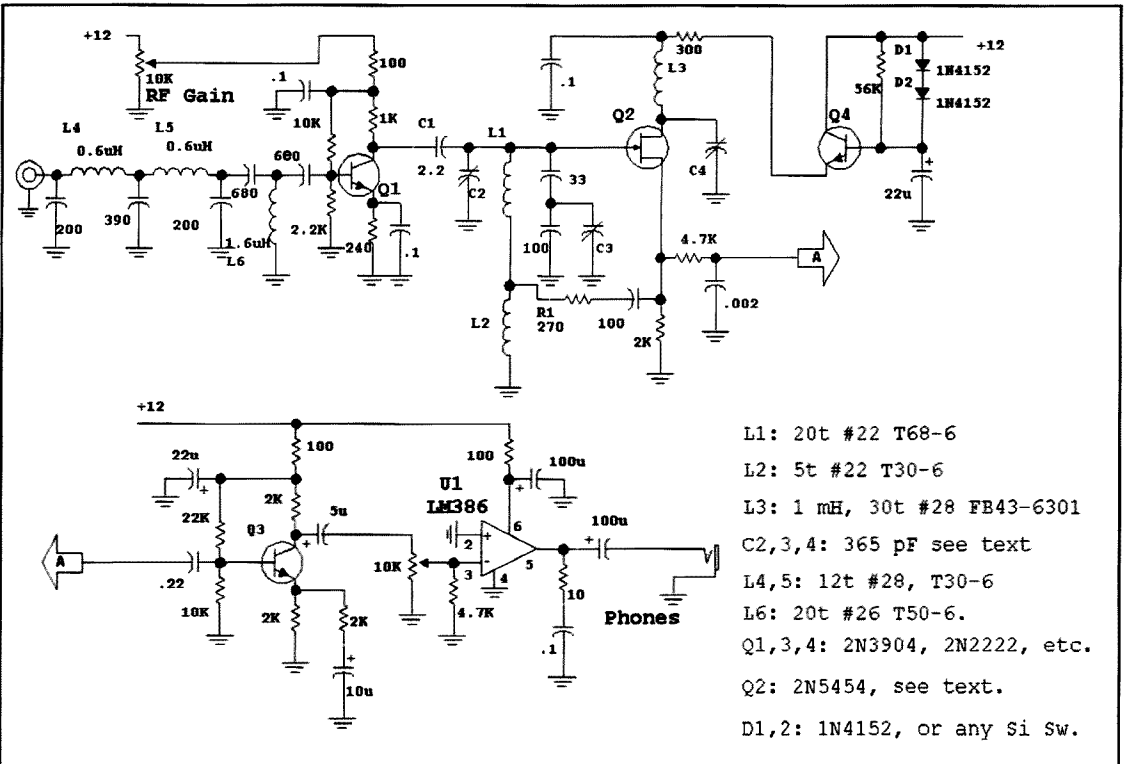 +12
10K
RF Gain
.1
100
10K
1K
L4
0.6uH
L5
0.6uH
200
390
200
680
1.6uH
L6
680
2.2K
Q1
240
.1
C1
2.2
C2
L1
33
100
C3
L2
R1
270
100
2K
.1
L3
300
Q2
C4
4.7K
.002
A
Q4
56K
D1
D2
1N4152
1N4152
+12
+
22u
+12
22u
+
100
2K
22K
Q3
A
.22
10K
2K
2K
+
10u
5u
+
10K
4.7K
U1
LM386
100
100u
+
6
+
2
-
3
4
5
10
.1
100u
+
Phones
L1: 20t #22 T68-6
L2: 5t #22 T30-6
L3: 1 mH, 30t #28 FB43-6301
C2,3,4: 365 pF see text
L4,5: 12t #28, T30-6
L6: 20t #26 T50-6.
Q1,3,4: 2N3904, 2N2222, etc.
Q2: 2N5454, see text.
D1,2: 1N4152, or any Si Sw.